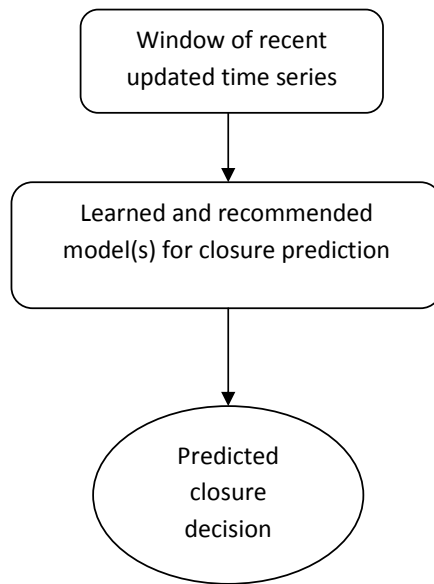 Window of recent
updated time series
Learned and recommended
model(s) for closure prediction
Predicted
closure
decision